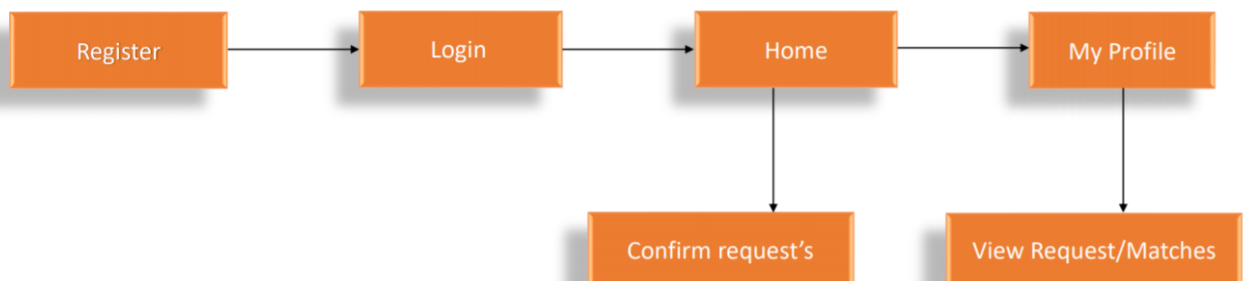 Register
Login
Home
My Profile
Confirm request's
View Request/Matches